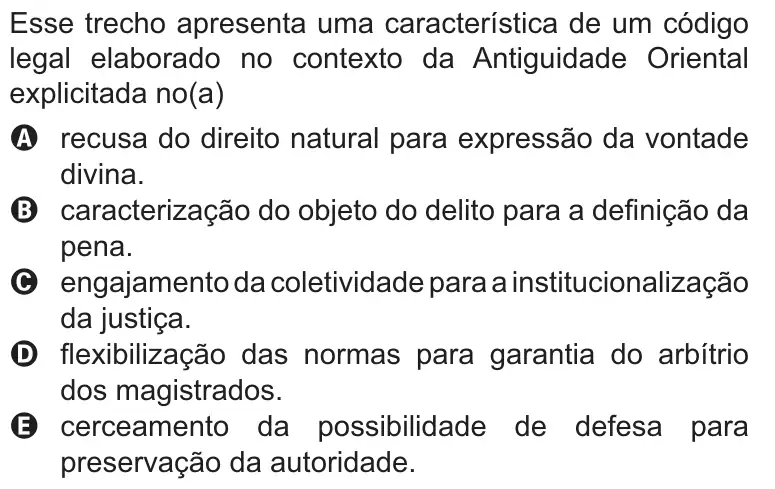 Esse trecho apresenta uma característica de um código
legal elaborado no contexto da Antiguidade Oriental
explicitada no(a)
A recusa do direito natural para expressão da vontade
divina.
B caracterização do objeto do delito para a definição da
pena.
C engajamento da coletividade para a institucionalização
da justiça.
D flexibilização das normas para garantia do arbítrio
dos magistrados.
E cerceamento da possibilidade de defesa para
preservação da autoridade.